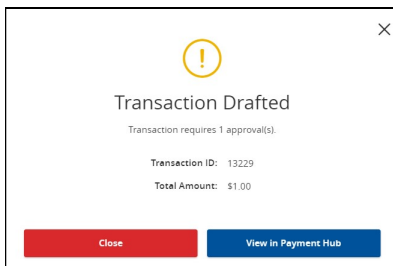 !
Transaction Drafted
Transaction requires 1 approval(s).
Transaction ID: 13229
Total Amount: $1.00
Close View in Payment Hub